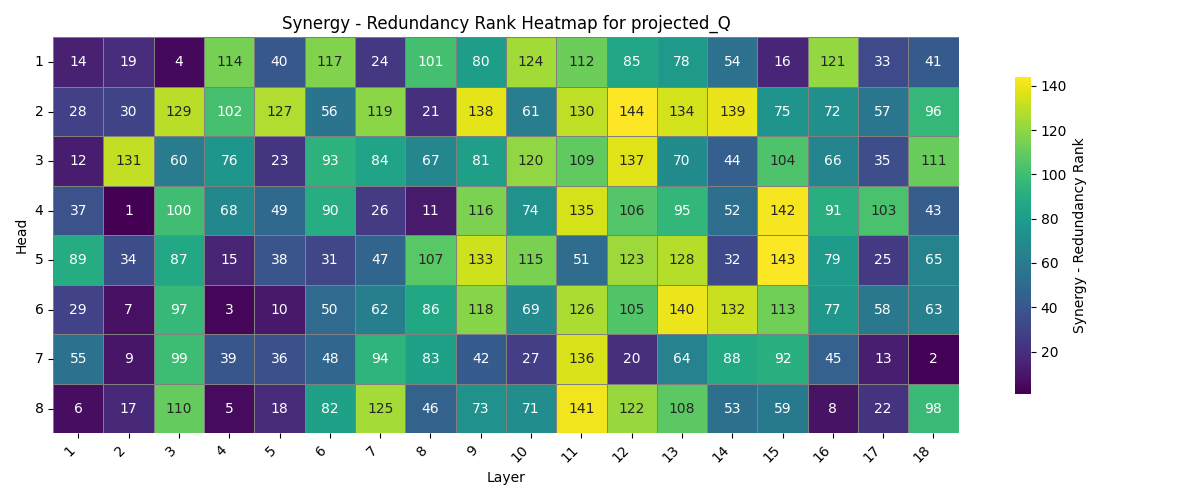 Synergy - Redundancy Rank Heatmap for projected_Q
1 14 19 4 114 40 117 24 101 80 124 112 85 78 54 16 121 33 41
2 28 30 129 102 127 56 119 21 138 61 130 144 134 139 75 72 57 96
3 12 131 60 76 23 93 84 67 81 120 109 137 70 44 104 66 35 111
4 37 1 100 68 49 90 26 11 116 74 135 106 95 52 142 91 103 43
5 89 34 87 15 38 31 47 107 133 115 51 123 128 32 143 79 25 65
6 29 7 97 3 10 50 62 86 118 69 126 105 140 132 113 77 58 63
7 55 9 99 39 36 48 94 83 42 27 136 20 64 88 92 45 13 2
8 6 17 110 5 18 82 125 46 73 71 141 122 108 53 59 8 22 98
1 2 3 4 5 6 7 8 9 10 11 12 13 14 15 16 17 18
Layer
Head
140
120
100
80
60
40
20
Synergy - Redundancy Rank